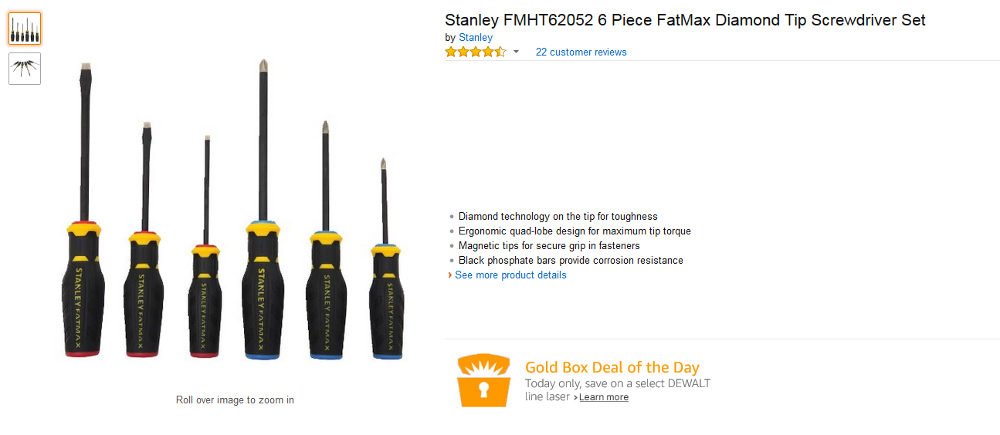 Stanley FMHT62052 6 Piece FatMax Diamond Tip Screwdriver Set
by Stanley
22 customer reviews
Diamond technology on the tip for toughness
Ergonomic quad-lobe design for maximum tip torque
Magnetic tips for secure grip in fasteners
Black phosphate bars provide corrosion resistance
› See more product details
STANLEY FATMAX
STANLEY FATMAX
STANLEY FATMAX
STANLEY FATMAX
STANLEY FATMAX
STANLEY FATMAX
Roll over image to zoom in
Gold Box Deal of the Day
Today only, save on a select DEWALT
line laser › Learn more